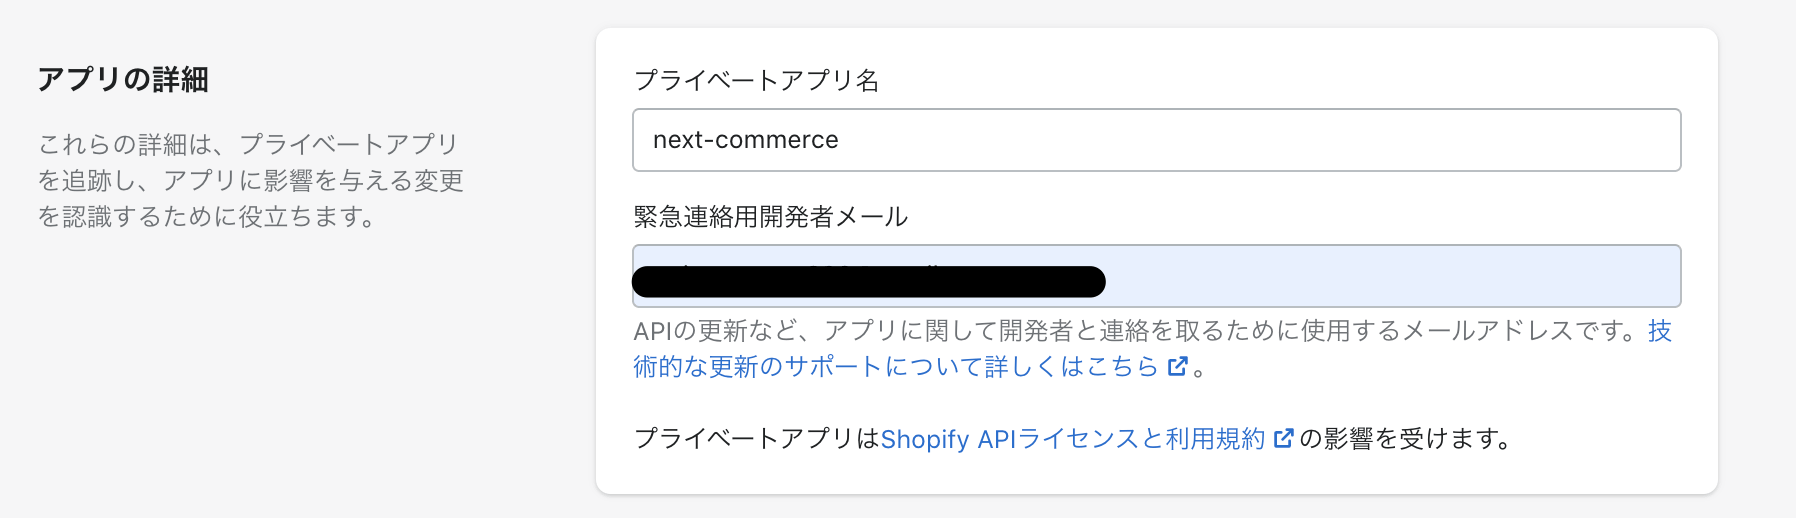 アプリの詳細
これらの詳細は、プライベートアプリ
を追跡し、アプリに影響を与える変更
を認識するために役立ちます。
プライベートアプリ名
next-commerce
緊急連絡用開発者メール
APIの更新など、アプリに関して開発者と連絡を取るために使用するメールアドレスです。技
術的な更新のサポートについて詳しくはこちら 。
プライベートアプリはShopify APIライセンスと利用規約 の影響を受けます。